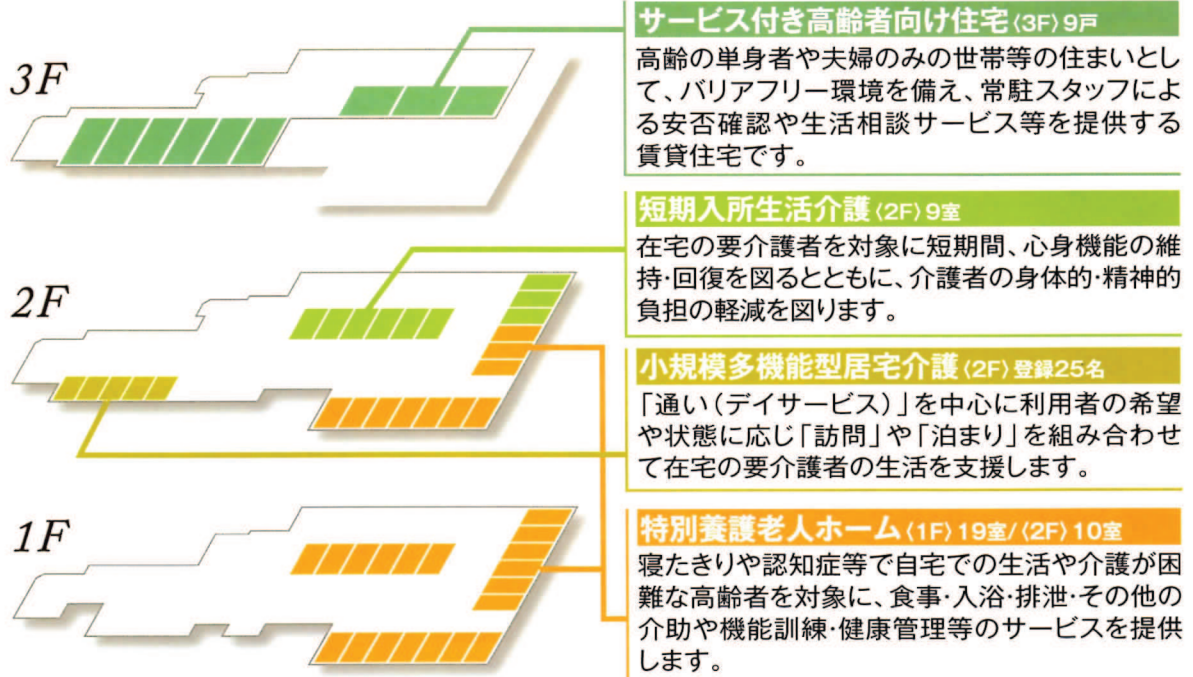 3F
サービス付き高齢者向け住宅〈3F〉9戸
高齢の単身者や夫婦のみの世帯等の住まいとし
て、バリアフリー環境を備え、常駐スタッフによ
る安否確認や生活相談サービス等を提供する
賃貸住宅です。
2F
短期入所生活介護〈2F〉9室
在宅の要介護者を対象に短期間、心身機能の維
持・回復を図るとともに、介護者の身体的・精神的
負担の軽減を図ります。
小規模多機能型居宅介護〈2F〉登録25名
「通い（デイサービス）」を中心に利用者の希望
や状態に応じ「訪問」や「泊まり」を組み合わせ
て在宅の要介護者の生活を支援します。
1F
特別養護老人ホーム〈1F〉19室/〈2F〉10室
寝たきりや認知症等で自宅での生活や介護が困
難な高齢者を対象に、食事・入浴・排泄・その他の
介助や機能訓練・健康管理等のサービスを提供
します。